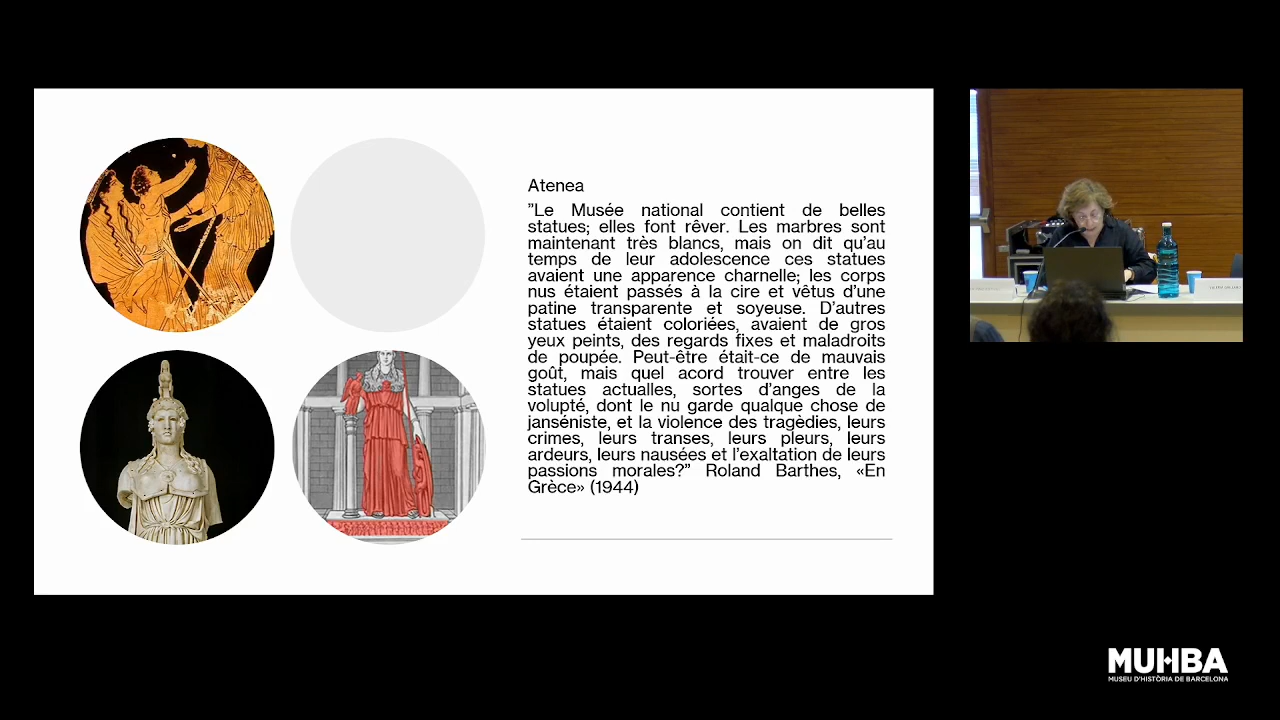 Atenea
”Le Musée national contient de belles
statues; elles font rêver. Les marbres sont
maintenant très blancs, mais on dit qu’au
temps de leur adolescence ces statues
avaient une apparence charnelle; les corps
nus étaient passés à la cire et vêtus d’une
patine transparente et soyeuse. D’autres
statues étaient coloriées, avaient de gros
yeux peints, des regards fixes et maladroits
de poupée. Peut-être était-ce de mauvais
goût, mais quel acord trouver entre les
statues actualles, sortes d’anges de la
volupté, dont le nu garde qualque chose de
janséniste, et la violence des tragèdies, leurs
crimes, leurs transes, leurs pleurs, leurs
ardeurs, leurs nausées et l’exaltation de leurs
passions morales?” Roland Barthes, «En
Grèce» (1944)
MUHBA
MUSEU D'HISTÒRIA DE BARCELONA